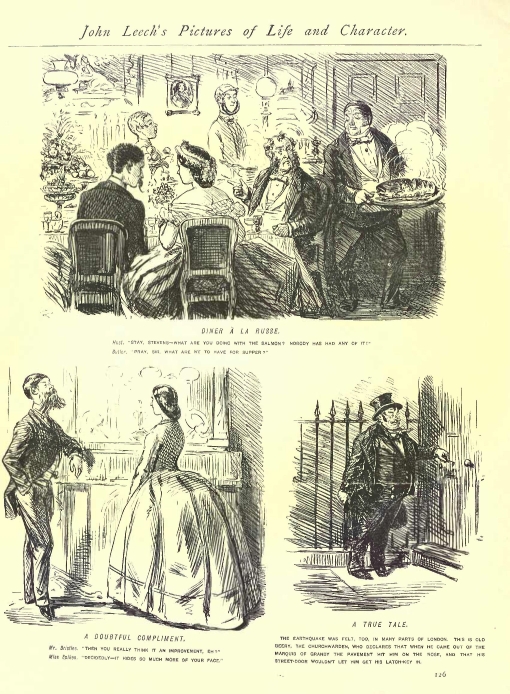 John Leech's Pictures of Life and Character.
DINER À LA RUSSE.
Host. "STAY, STEVENS—WHAT ARE YOU DOING WITH THE SALMON? NOBODY HAS HAD ANY OF IT!"
Butler. "PRAY, SIR, WHAT ARE WE TO HAVE FOR SUPPER?"
A DOUBTFUL COMPLIMENT.
Mr. Bristles. "THEN YOU REALLY THINK IT AN IMPROVEMENT, EH?"
Miss "DECIDEDLY—IT HIDES SO MUCH MORE OF YOUR FACE."
A TRUE TALE.
THE EARTHQUAKE WAS FELT, TOO, IN MANY PARTS OF LONDON. THIS IS OLD
BEERY, THE CHURCHWARDEN, WHO DECLARES THAT WHEN HE CAME OUT OF THE
MARQUIS OF GRANBY THE PAVEMENT HIT HIM ON THE NOSE, AND THAT HIS
STREET-DOOR WOULDN'T LET HIM GET HIS LATCH-KEY IN.
126